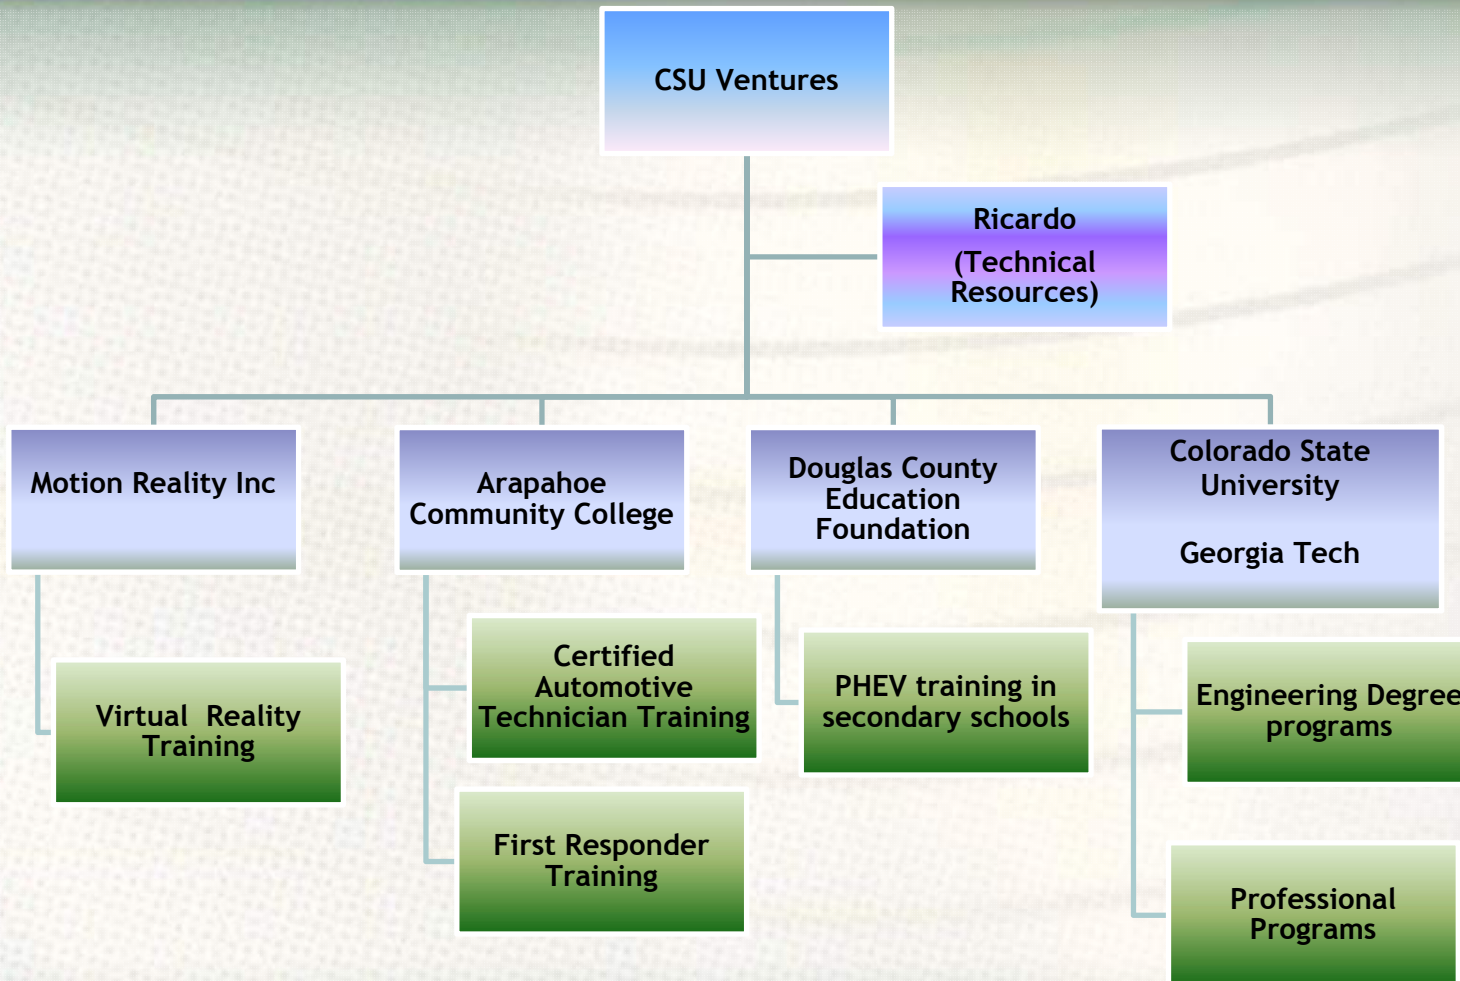 CSU Ventures
Ricardo
(Technical
Resources)
Motion Reality Inc
Arapahoe
Community College
Douglas County
Education
Foundation
Colorado State
University
Georgia Tech
Virtual Reality
Training
Certified
Automotive
Technician Training
First Responder
Training
PHEV training in
secondary schools
Engineering Degree
programs
Professional
Programs